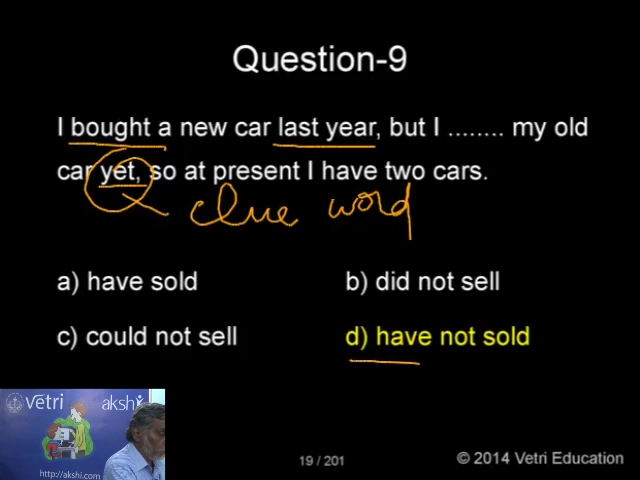 Question-9
I bought a new car last year, but I ........ my old
car yet, so at present I have two cars.
clue word
a) have sold
b) did not sell
c) could not sell
d) have not sold
vetri akshi
http://akshi.com
19 / 201
© 2014 Vetri Education